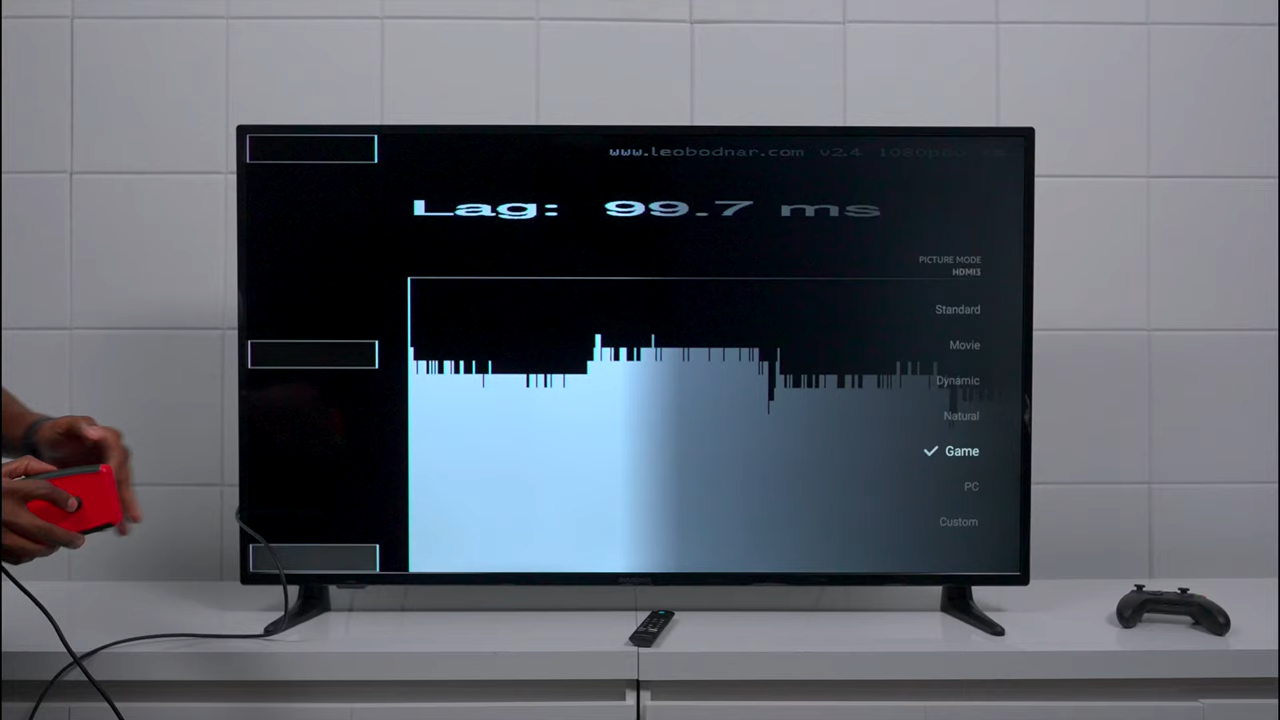 www.leobodnar.com v2.4 1080p60
Lag: 99.7 ms
PICTURE MODE
HDMI3
Standard
Movie
Dynamic
Natural
Game
PC
Custom